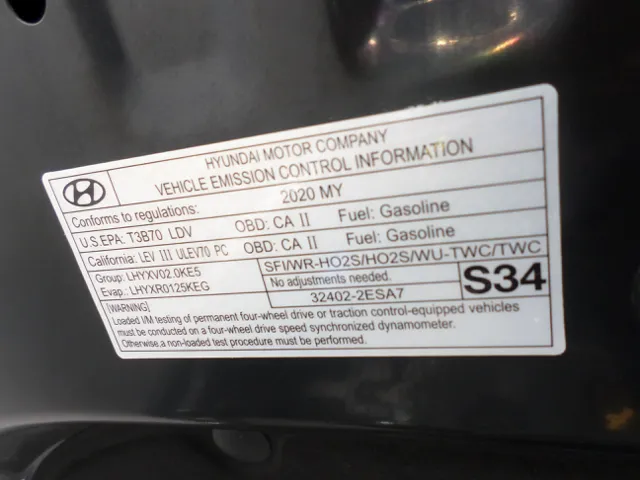 HYUNDAI MOTOR COMPANY
VEHICLE EMISSION CONTROL INFORMATION
Conforms to regulations: 2020 MY
U.S.EPA: T3B70 LDV OBD: CA II Fuel: Gasoline
California: LEV III ULEV70 PC OBD: CA II Fuel: Gasoline
Group: LHYXV02.0KE5 SFI/WR-HO2S/HO2S/WU-TWC/TWC
Evap.: LHYXR0125KEG No adjustments needed. S34
32402-2ESA7
[WARNING]
Loaded I/M testing of permanent four-wheel drive or traction control-equipped vehicles
must be conducted on a four-wheel drive speed synchronized dynamometer.
Otherwise,a non-loaded test procedure must be performed.